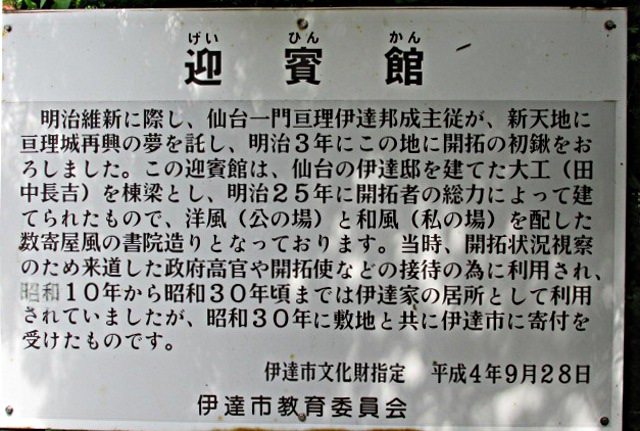 げい ひん かん
迎賓館
明治維新に際し、仙台一門亘理伊達邦成主従が、新天地に
亘理城再興の夢を託し、明治３年にこの地に開拓の初鍬をお
ろしました。この迎賓館は、仙台の伊達邸を建てた大工（田
中長吉）を棟梁とし、明治２５年に開拓者の総力によって建
てられたもので、洋風（公の場）と和風（私の場）を配した
数寄屋風の書院造りとなっております。当時、開拓状況視察
のため来道した政府高官や開拓使などの接待の為に利用され、
昭和１０年から昭和３０年頃までは伊達家の居所として利用
されていましたが、昭和３０年に敷地と共に伊達市に寄付を
受けたものです。
伊達市文化財指定　平成４年９月２８日
伊達市教育委員会